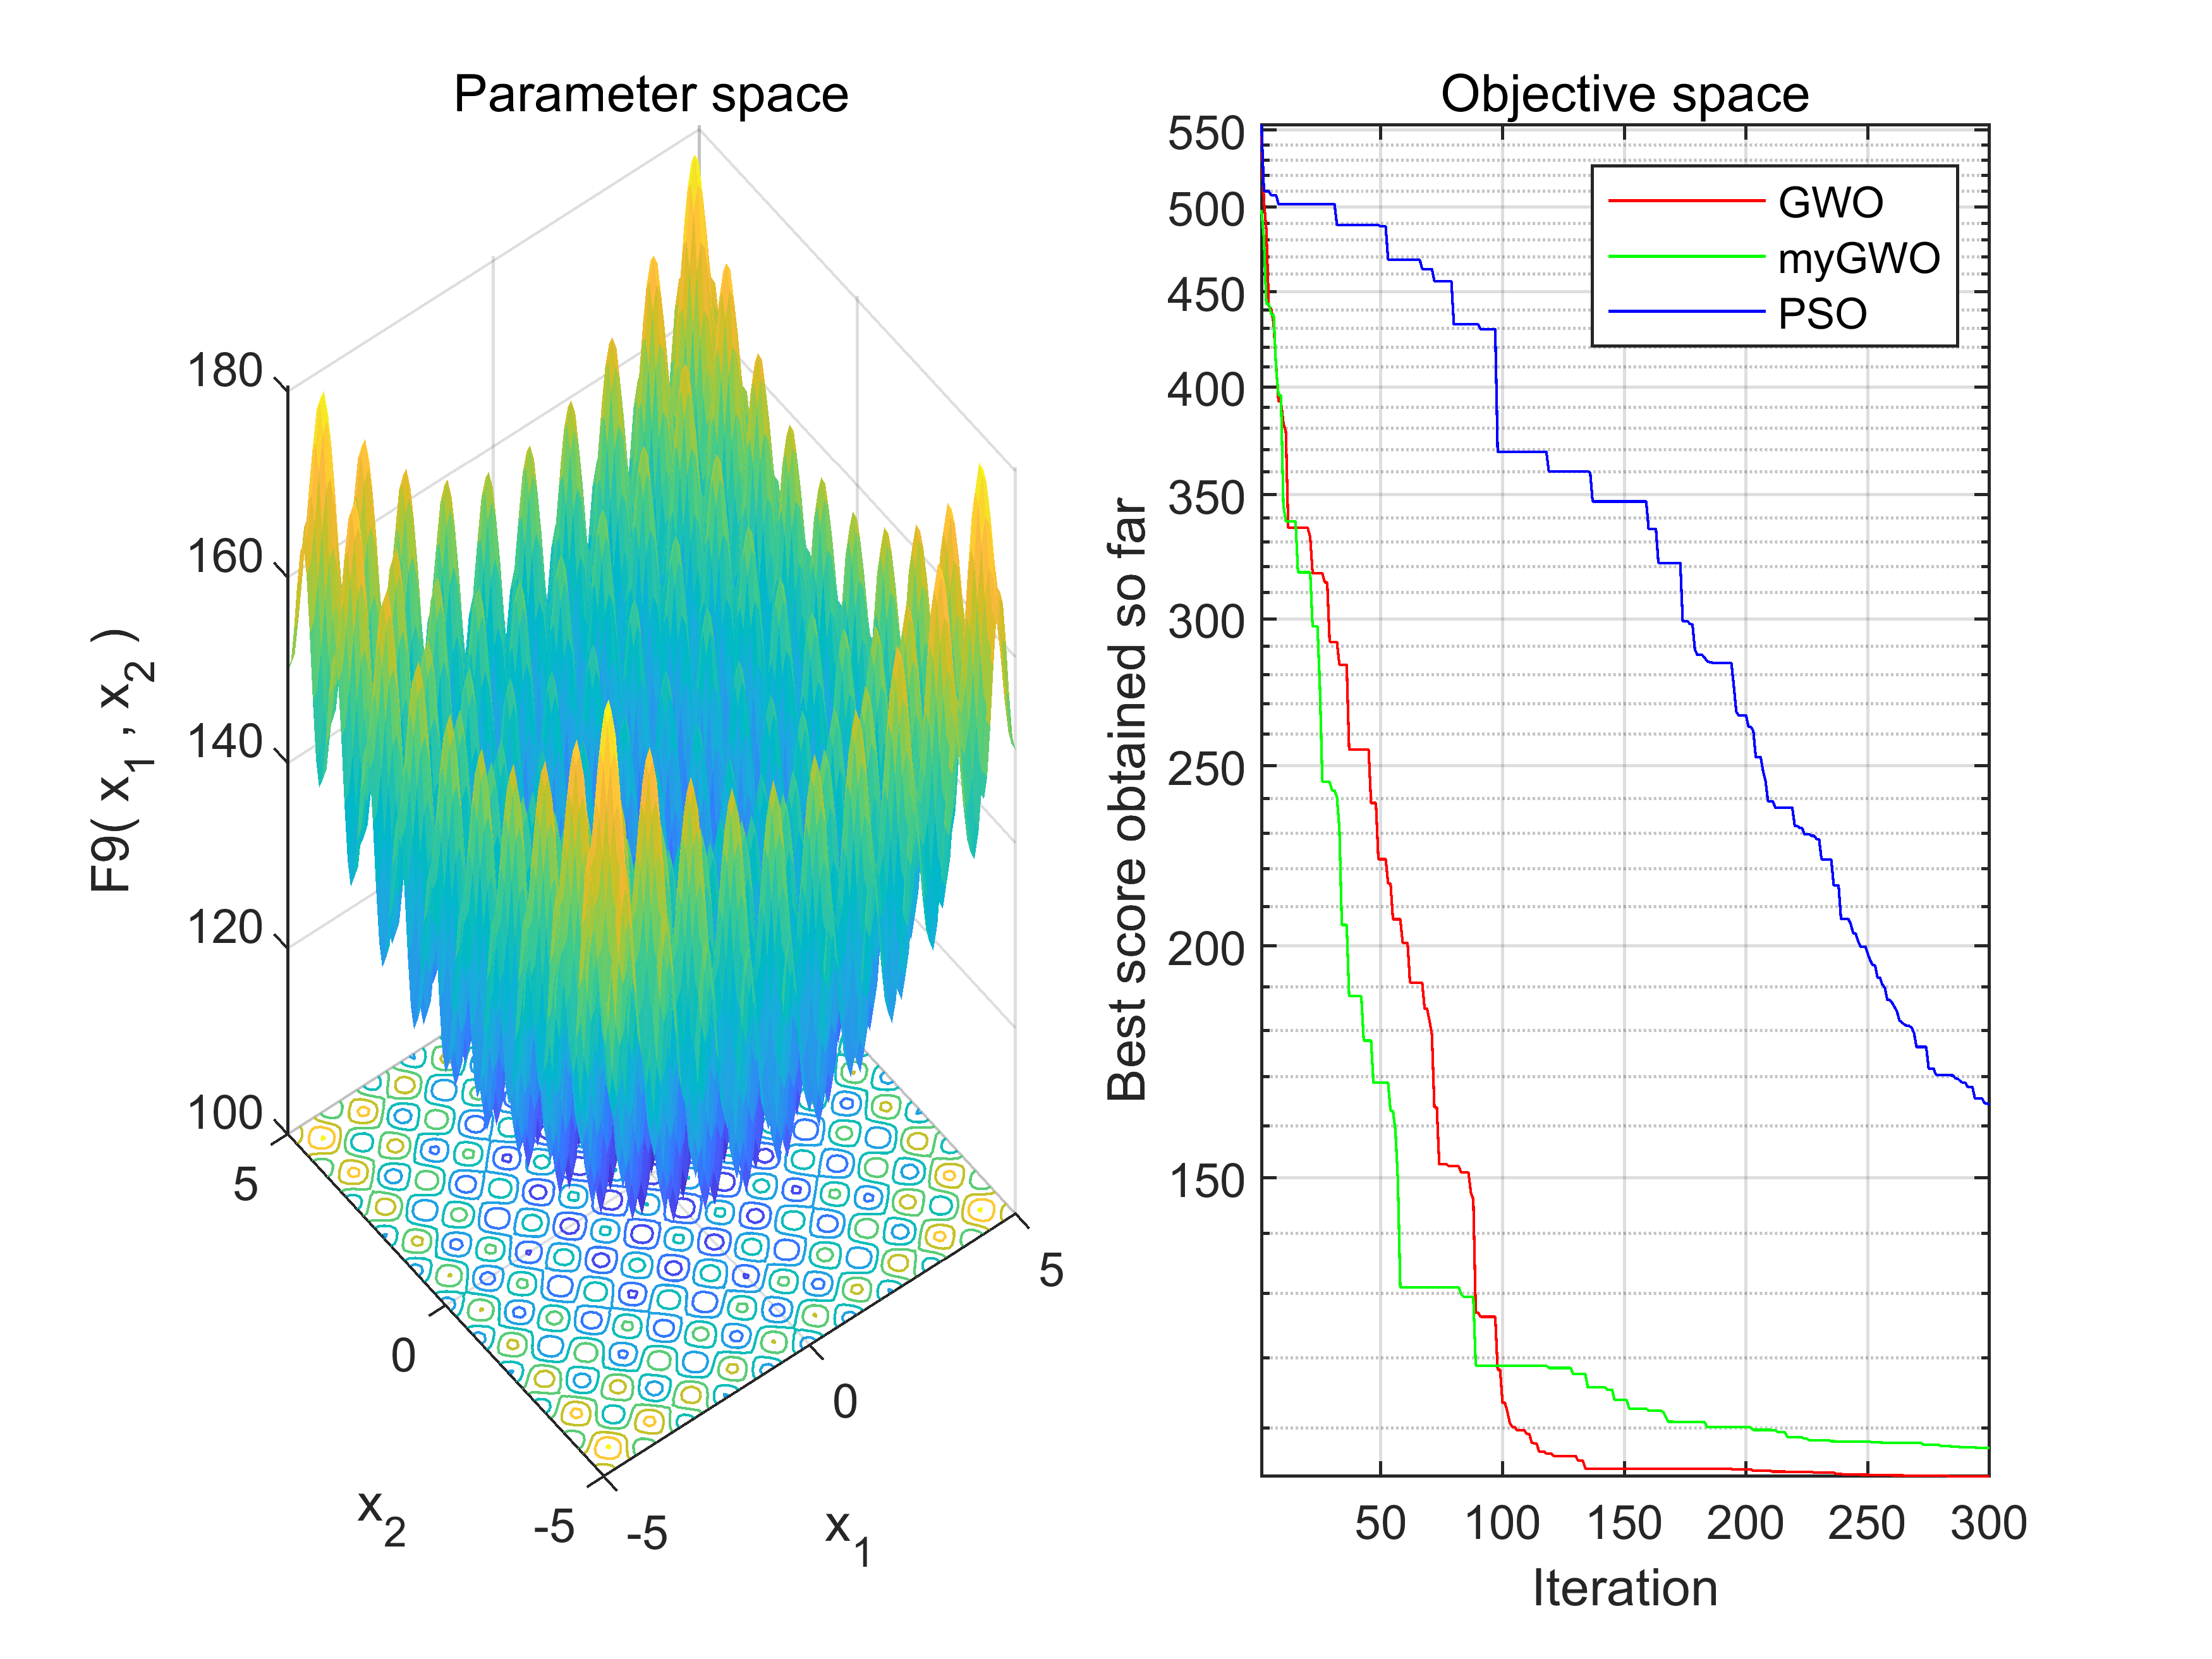 Parameter space
180
160
140
120
100
F9( x1 , x2 )
5
0
-5
x2
-5
0
5
x1
Objective space
550
500
450
400
350
300
250
200
150
Best score obtained so far
GWO
myGWO
PSO
50 100 150 200 250 300
Iteration